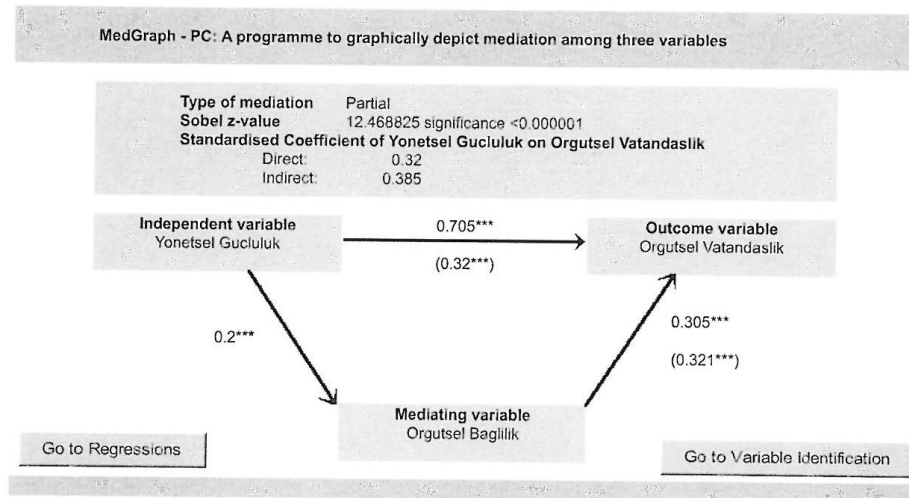 MedGraph - PC: A programme to graphically depict mediation among three variables
Type of mediation Partial
Sobel z-value 12.468825 significance <0.000001
Standardised Coefficient of Yonetsel Gucluluk on Orgutsel Vatandaslik
Direct: 0.32
Indirect: 0.385
Independent variable
Yonetsel Gucluluk
0.705***
(0.32***)
Outcome variable
Orgutsel Vatandaslik
0.2***
0.305***
(0.321***)
Mediating variable
Orgutsel Baglilik
Go to Regressions
Go to Variable Identification